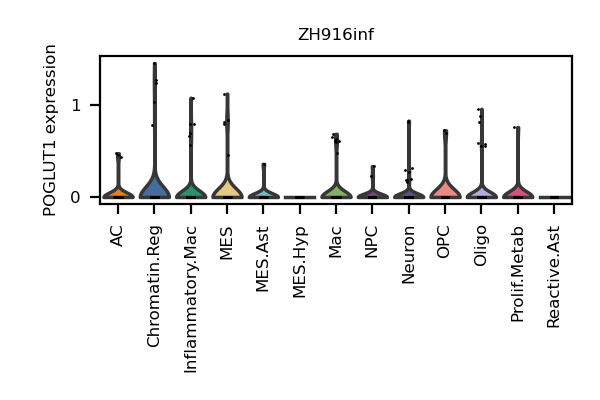 ZH916inf
POGLUT1 expression
1
0
AC
Chromatin.Reg
Inflammatory.Mac
MES
MES.Ast
MES.Hyp
Mac
NPC
Neuron
OPC
Oligo
Prolif.Metab
Reactive.Ast